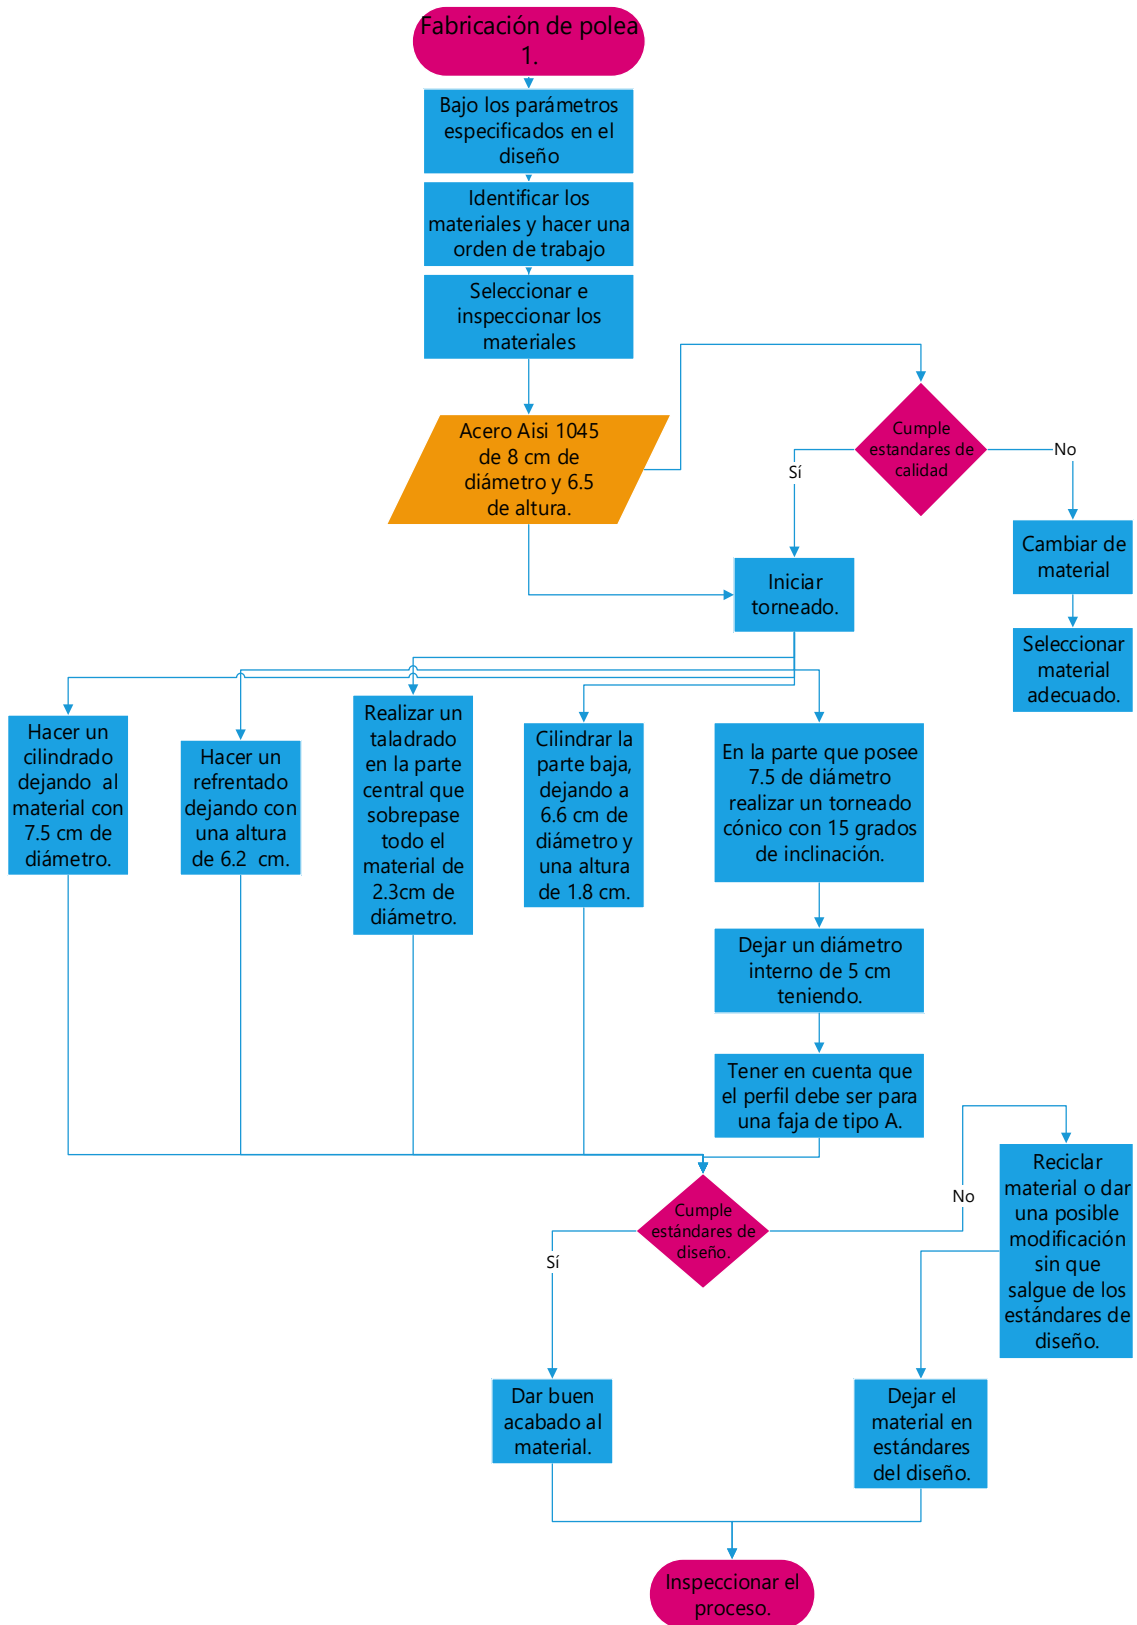 Fabricación de polea
1.
Bajo los parámetros
especificados en el
diseño
Identificar los
materiales y hacer una
orden de trabajo
Seleccionar e
inspeccionar los
materiales
Acero Aisi 1045
de 8 cm de
diámetro y 6.5
de altura.
Cumple
estandares de
calidad
Sí
No
Cambiar de
material
Seleccionar
material
adecuado.
Iniciar
torneado.
Hacer un
cilindrado
dejando al
material con
7.5 cm de
diámetro.
Hacer un
refrentado
dejando con
una altura
de 6.2 cm.
Realizar un
taladrado
en la parte
central que
sobrepase
todo el
material de
2.3cm de
diámetro.
Cilindrar la
parte baja,
dejando a
6.6 cm de
diámetro y
una altura
de 1.8 cm.
En la parte que posee
7.5 de diámetro
realizar un torneado
cónico con 15 grados
de inclinación.
Dejar un diámetro
interno de 5 cm
teniendo.
Tener en cuenta que
el perfil debe ser para
una faja de tipo A.
Cumple
estándares de
diseño.
Sí
No
Reciclar
material o dar
una posible
modificación
sin que
salgue de los
estándares de
diseño.
Dar buen
acabado al
material.
Dejar el
material en
estándares
del diseño.
Inspeccionar el
proceso.